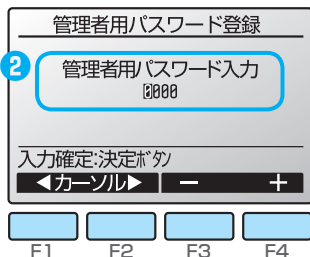 管理者用パスワード登録
2
管理者用パスワード入力
0000
入力確定:決定ボタン
◀カーソル▶ − +
F1 F2 F3 F4